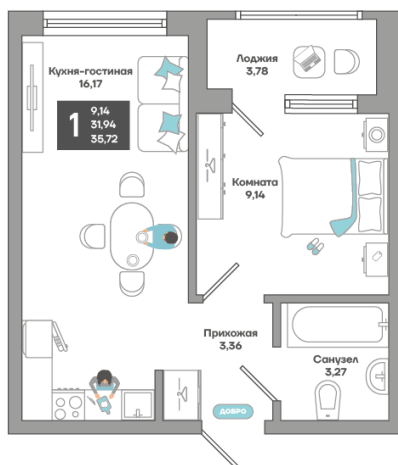 Кухня-гостиная
16,17
1
9,14
31,94
35,72
Лоджия
3,78
Комната
9,14
Прихожая
3,36
Санузел
3,27
ДОБРО